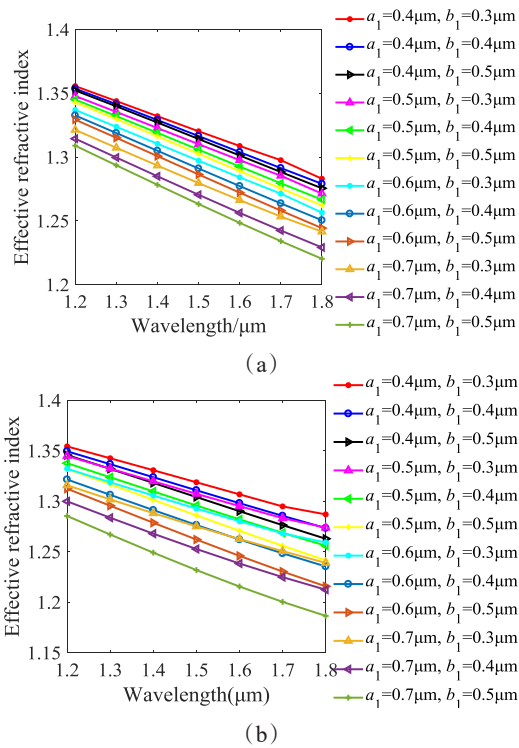 1.4
1.35
1.3
1.25
1.2
Effective refractive index
1.2 1.3 1.4 1.5 1.6 1.7 1.8
Wavelength/μm
a1=0.4μm, b1=0.3μm
a1=0.4μm, b1=0.4μm
a1=0.4μm, b1=0.5μm
a1=0.5μm, b1=0.3μm
a1=0.5μm, b1=0.4μm
a1=0.5μm, b1=0.5μm
a1=0.6μm, b1=0.3μm
a1=0.6μm, b1=0.4μm
a1=0.6μm, b1=0.5μm
a1=0.7μm, b1=0.3μm
a1=0.7μm, b1=0.4μm
a1=0.7μm, b1=0.5μm
(a)
1.4
1.35
1.3
1.25
1.2
1.15
Effective refractive index
1.2 1.3 1.4 1.5 1.6 1.7 1.8
Wavelength(μm)
a1=0.4μm, b1=0.3μm
a1=0.4μm, b1=0.4μm
a1=0.4μm, b1=0.5μm
a1=0.5μm, b1=0.3μm
a1=0.5μm, b1=0.4μm
a1=0.5μm, b1=0.5μm
a1=0.6μm, b1=0.3μm
a1=0.6μm, b1=0.4μm
a1=0.6μm, b1=0.5μm
a1=0.7μm, b1=0.3μm
a1=0.7μm, b1=0.4μm
a1=0.7μm, b1=0.5μm
(b)